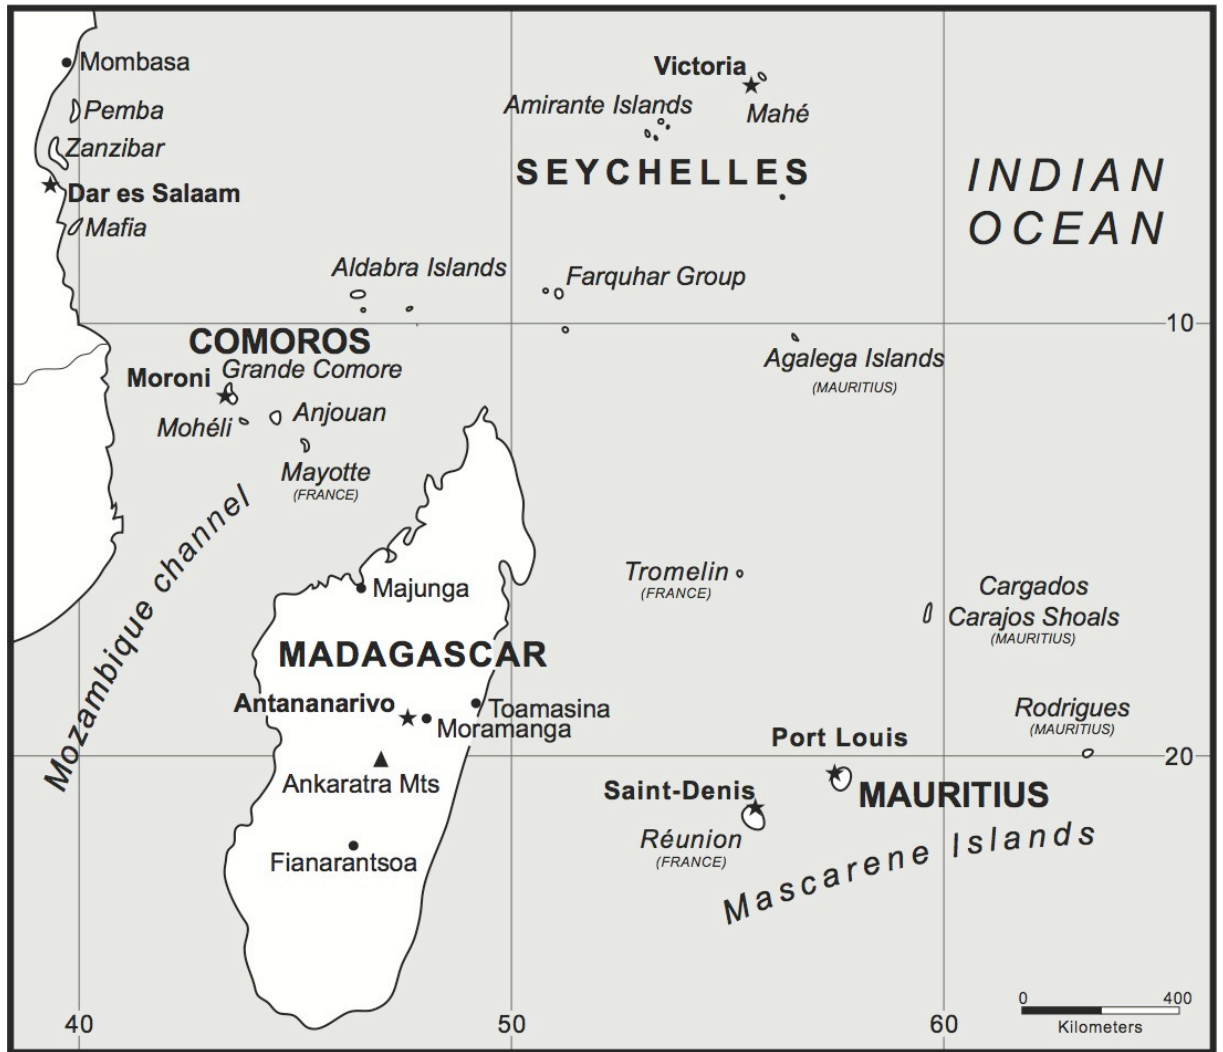 Mombasa
Victoria
Pemba
Amirante Islands
Mahé
Zanzibar
SEYCHELLES
INDIAN
OCEAN
Dar es Salaam
Mafia
Aldabra Islands
Farquhar Group
10
COMOROS
Agalega Islands
(MAURITIUS)
Moroni
Grande Comore
Mohéli
Anjouan
Mayotte
(FRANCE)
Mozambique channel
Tromelin
(FRANCE)
Majunga
Cargados
Carajos Shoals
(MAURITIUS)
MADAGASCAR
Antananarivo
Toamasina
Moramanga
Rodrigues
(MAURITIUS)
Port Louis
20
Ankaratra Mts
Saint-Denis
MAURITIUS
Réunion
(FRANCE)
Mascarene Islands
Fianarantsoa
0 400
Kilometers
40 50 60